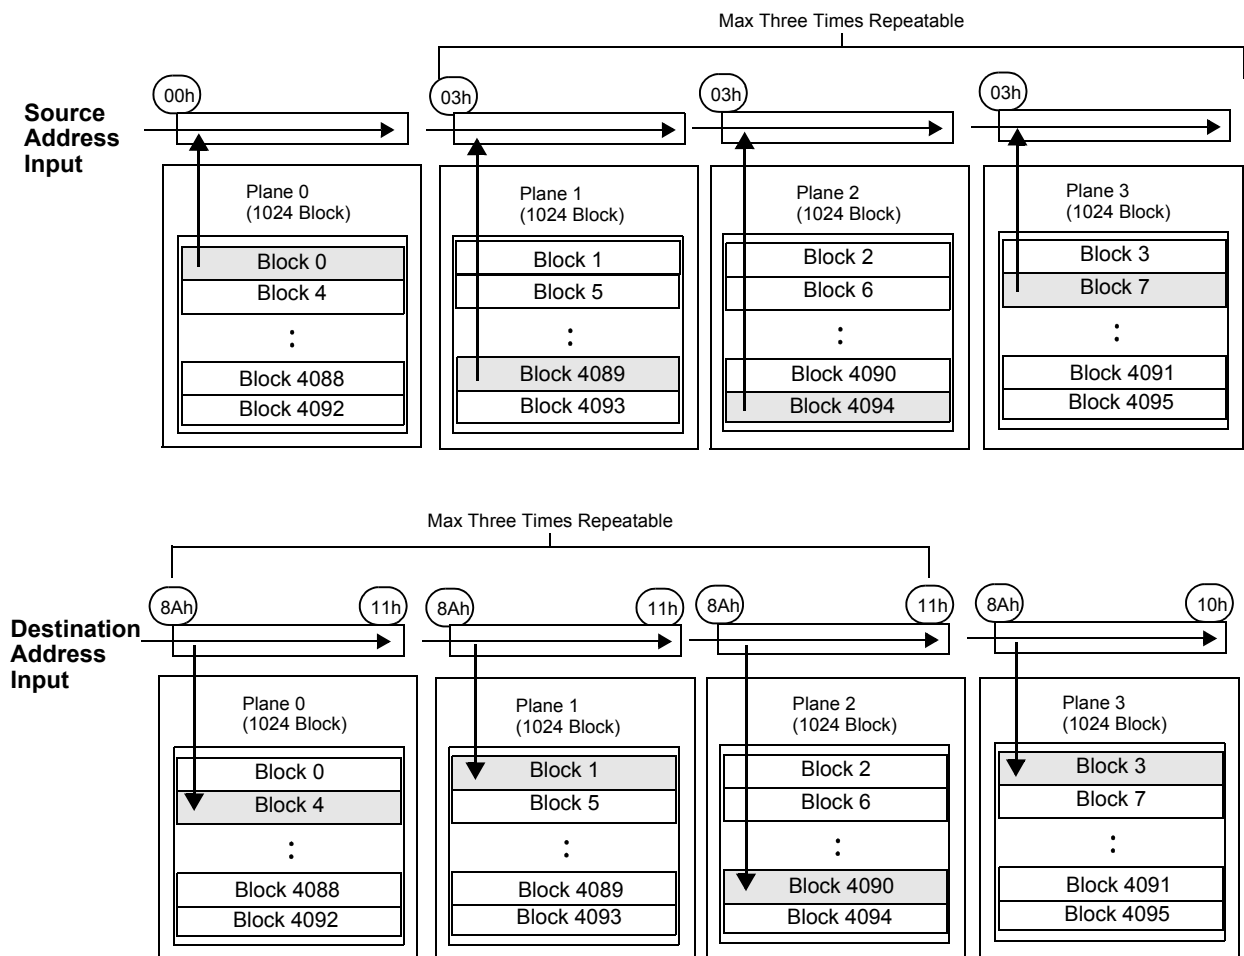 Max Three Times Repeatable
00h
03h
03h
03h
Source
Address
Input
Plane 0
(1024 Block)
Block 0
Block 4
:
Block 4088
Block 4092
Plane 1
(1024 Block)
Block 1
Block 5
:
Block 4089
Block 4093
Plane 2
(1024 Block)
Block 2
Block 6
:
Block 4090
Block 4094
Plane 3
(1024 Block)
Block 3
Block 7
:
Block 4091
Block 4095
Max Three Times Repeatable
8Ah
11h
8Ah
11h
8Ah
11h
8Ah
10h
Destination
Address
Input
Plane 0
(1024 Block)
Block 0
Block 4
:
Block 4088
Block 4092
Plane 1
(1024 Block)
Block 1
Block 5
:
Block 4089
Block 4093
Plane 2
(1024 Block)
Block 2
Block 6
:
Block 4090
Block 4094
Plane 3
(1024 Block)
Block 3
Block 7
:
Block 4091
Block 4095